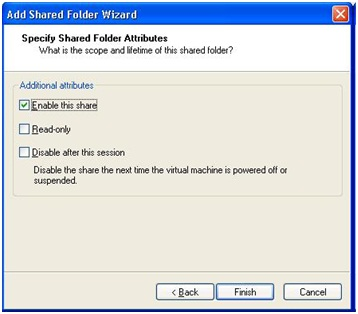 Add Shared Folder Wizard
Specify Shared Folder Attributes
What is the scope and lifetime of this shared folder?
Additional attributes
Enable this share
Read-only
Disable after this session
Disable the share the next time the virtual machine is powered off or
suspended.
< Back Finish Cancel